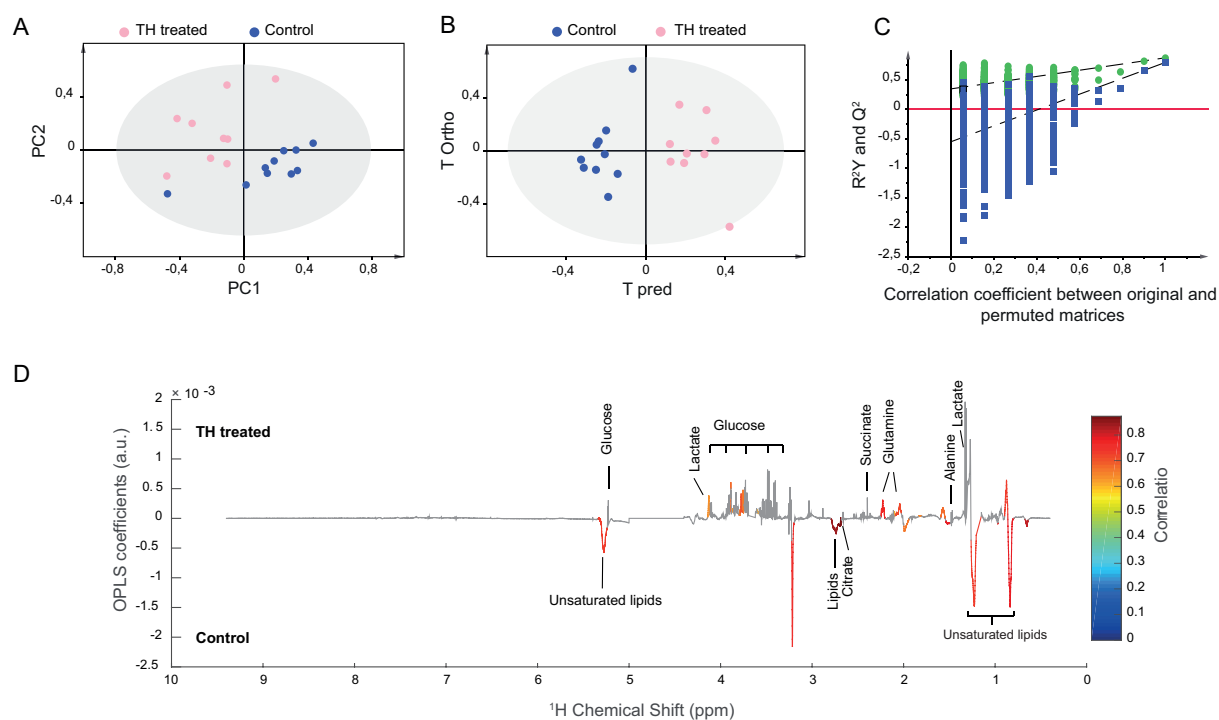 A
TH treated
Control
PC2
0,4
0
-0,4
-0,8
-0,4
0
0,4
0,8
PC1
B
Control
TH treated
T Ortho
0,4
0
-0,4
-0,4
0
0,4
T pred
C
R²Y and Q²
0,5
0
-0,5
-1
-1,5
-2
-2,5
-0,2
0
0,2
0,4
0,6
0,8
1
Correlation coefficient between original and
permuted matrices
D
× 10 -3
OPLS coefficients (a.u.)
2
1.5
1
0.5
0
-0.5
-1
-1.5
-2
-2.5
TH treated
Control
Glucose
Unsaturated lipids
Lactate
Glucose
Lipids
Citrate
Succinate
Glutamine
Alanine
Lactate
Unsaturated lipids
10
9
8
7
6
5
4
3
2
1
0
¹H Chemical Shift (ppm)
0.8
0.7
0.6
0.5
0.4
0.3
0.2
0.1
0
Correlatio